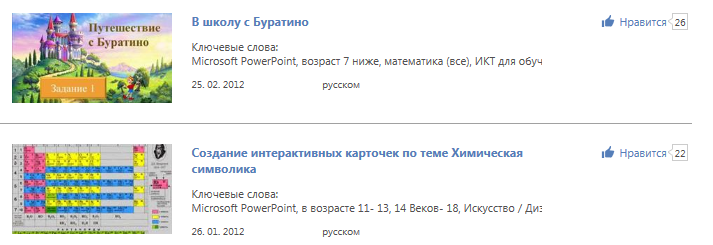 Путешествие
с Буратино
Задание 1
В школу с Буратино
Нравится 26
Ключевые слова:
Microsoft PowerPoint, возраст 7 ниже, математика (все), ИКТ для обуч
25. 02. 2012 русском
Создание интерактивных карточек по теме Химическая
символика
Нравится 22
Ключевые слова:
Microsoft PowerPoint, в возрасте 11- 13, 14 Веков- 18, Искусство / Диз
26. 01. 2012 русском